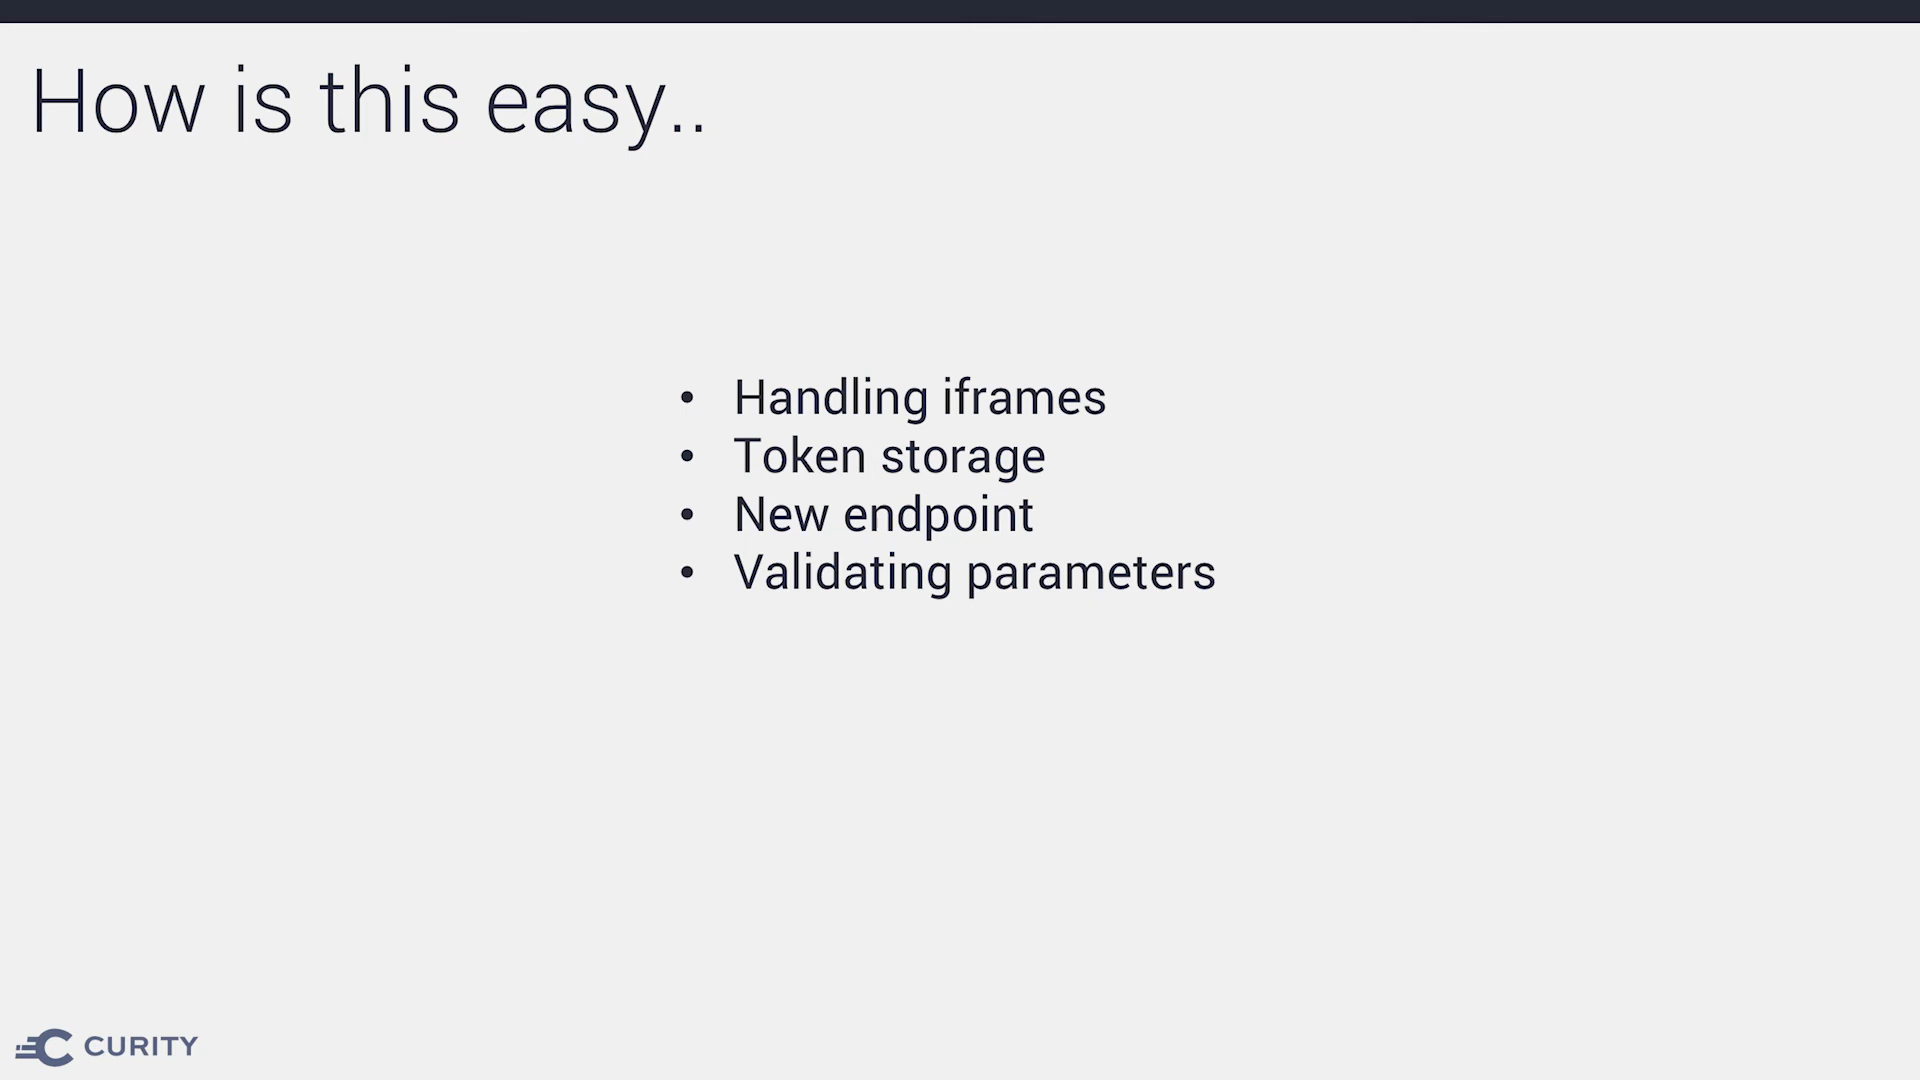 How is this easy..
• Handling iframes
• Token storage
• New endpoint
• Validating parameters
CURITY